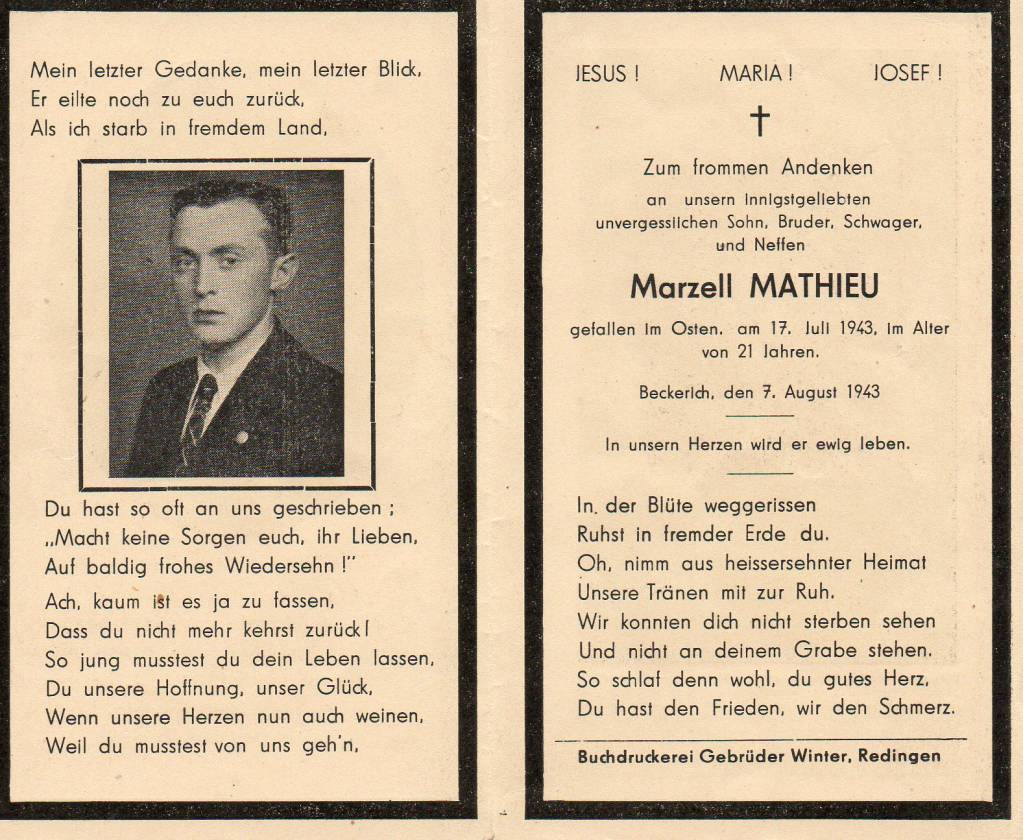 Mein letzter Gedanke, mein letzter Blick,
Er eilte noch zu euch zurück,
Als ich starb in fremdem Land,
Du hast so oft an uns geschrieben ;
„Macht keine Sorgen euch, ihr Lieben,
Auf baldig frohes Wiedersehn !"
Ach, kaum ist es ja zu fassen,
Dass du nicht mehr kehrst zurück!
So jung musstest du dein Leben lassen,
Du unsere Hoffnung, unser Glück,
Wenn unsere Herzen nun auch weinen,
Weil du musstest von uns geh'n,
JESUS ! MARIA ! JOSEF !
Zum frommen Andenken
an unsern innigstgeliebten
unvergesslichen Sohn, Bruder, Schwager,
und Neffen
Marzell MATHIEU
gefallen im Osten, am 17. Juli 1943, im Alter
von 21 Jahren.
Beckerich, den 7. August 1943
In unsern Herzen wird er ewig leben.
In der Blüte weggerissen
Ruhst in fremder Erde du.
Oh, nimm aus heissersehnter Heimat
Unsere Tränen mit zur Ruh.
Wir konnten dich nicht sterben sehen
Und nicht an deinem Grabe stehen.
So schlaf denn wohl, du gutes Herz,
Du hast den Frieden, wir den Schmerz.
Buchdruckerei Gebrüder Winter, Redingen